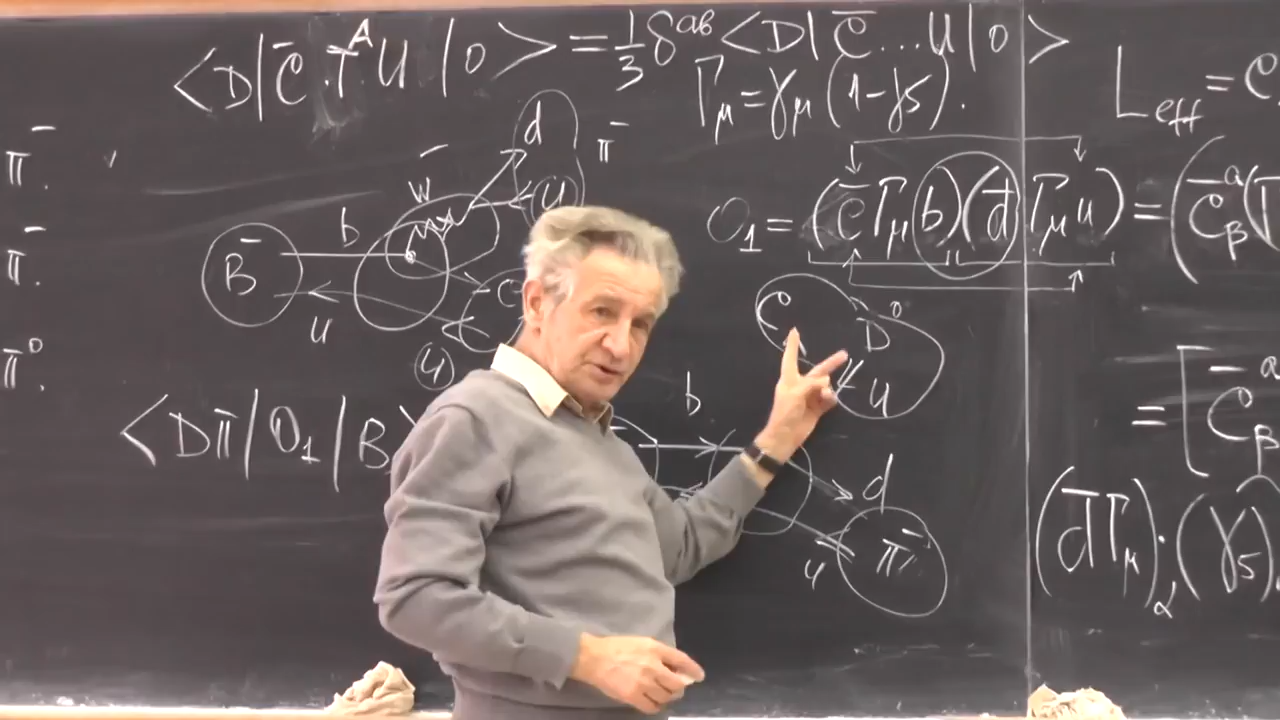 <D|c̄·T^A u|0> = 1/3 δ^{ab} <D|c̄...u|0>
Γ_μ = γ_μ(1-γ5).
L_eff = C
π⁻.
π⁻.
π⁰.
d
π⁻
W⁻
u
b
B̄
c
u
u
O₁ = (c̄ Γ_μ b)(d̄ Γ_μ u) = (c̄^a_β (Γ
c
D⁰
u
= [c̄^a_β
<Dπ|O₁|B
b
d
u
π⁻
(d̄ Γ_μ)_α · (γ5)